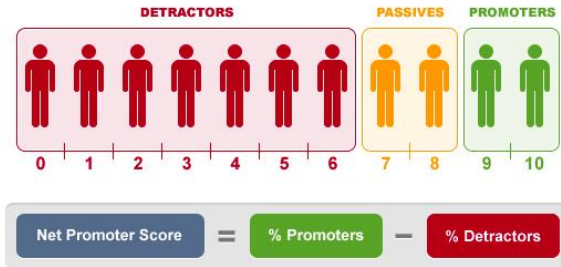 DETRACTORS PASSIVES PROMOTERS
0 1 2 3 4 5 6 7 8 9 10
Net Promoter Score = % Promoters − % Detractors